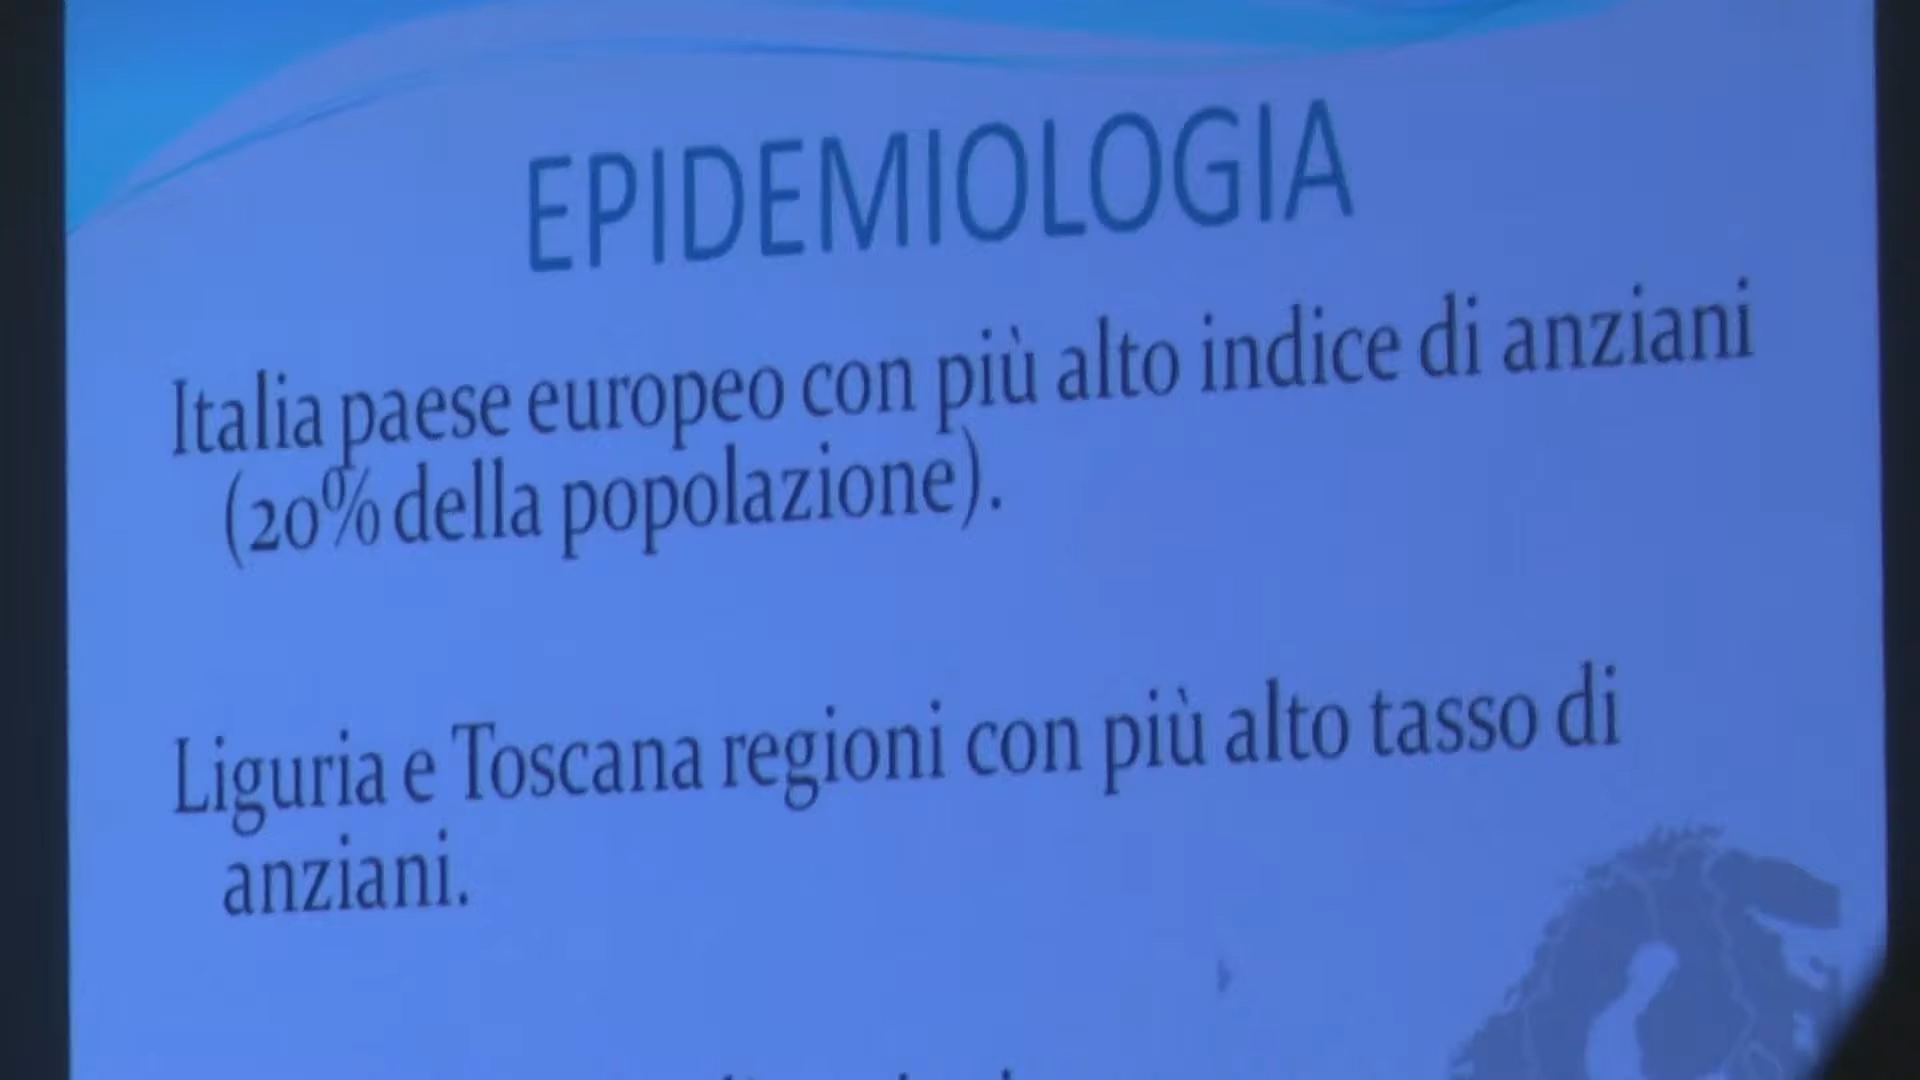 EPIDEMIOLOGIA
Italia paese europeo con più alto indice di anziani
(20% della popolazione).
Liguria e Toscana regioni con più alto tasso di
anziani.